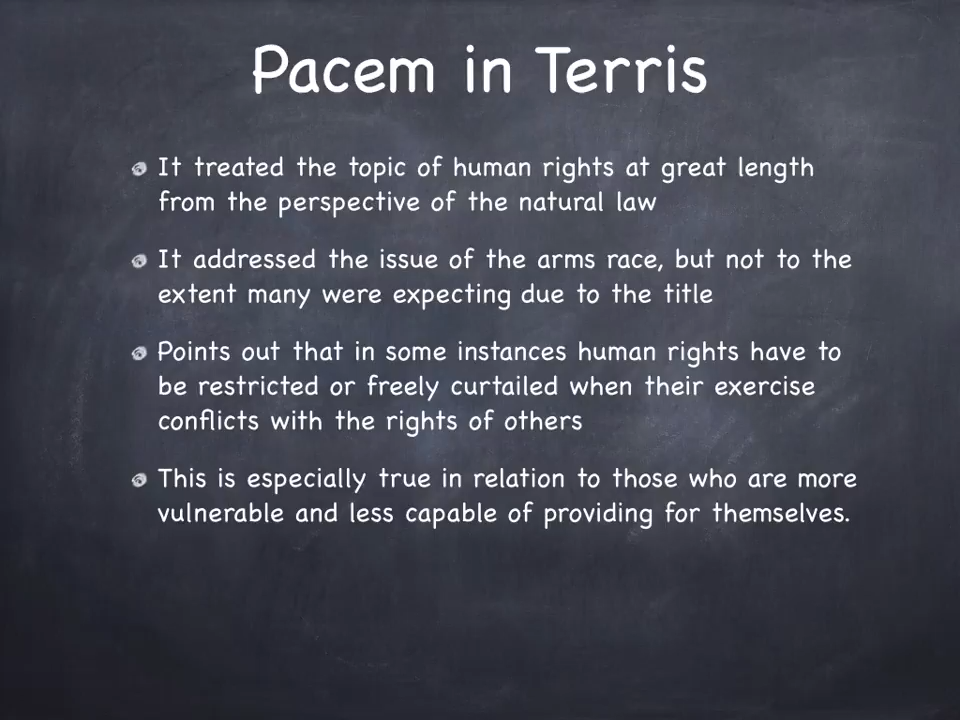 Pacem in Terris
It treated the topic of human rights at great length
from the perspective of the natural law
It addressed the issue of the arms race, but not to the
extent many were expecting due to the title
Points out that in some instances human rights have to
be restricted or freely curtailed when their exercise
conflicts with the rights of others
This is especially true in relation to those who are more
vulnerable and less capable of providing for themselves.